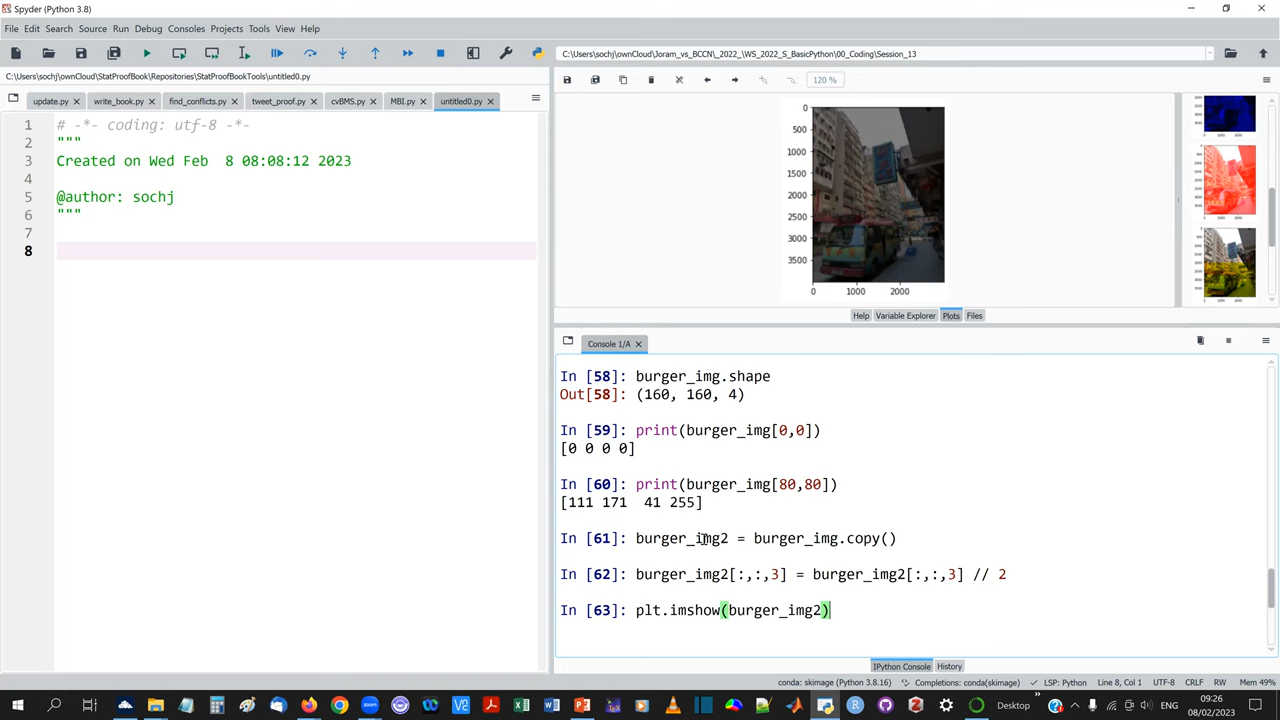 Spyder (Python 3.8)
File Edit Search Source Run Debug Consoles Projects Tools View Help
C:\Users\sochj\ownCloud\Joram_vs_BCCN\_2022_\WS_2022_S_BasicPython\00_Coding\Session_13
C:\Users\sochj\ownCloud\StatProofBook\Repositories\StatProofBookTools\untitled0.py
120 %
update.py write_book.py find_conflicts.py tweet_proof.py cvBMS.py MBI.py untitled0.py
1 # -*- coding: utf-8 -*-
2 """
3 Created on Wed Feb  8 08:08:12 2023
4
5 @author: sochj
6 """
7
8
0
500
1000
1500
2000
2500
3000
3500
0 1000 2000
Help Variable Explorer Plots Files
Console 1/A
In [58]: burger_img.shape
Out[58]: (160, 160, 4)
In [59]: print(burger_img[0,0])
[0 0 0 0]
In [60]: print(burger_img[80,80])
[111 171  41 255]
In [61]: burger_img2 = burger_img.copy()
In [62]: burger_img2[:,:,3] = burger_img2[:,:,3] // 2
In [63]: plt.imshow(burger_img2)
IPython Console History
conda: skimage (Python 3.8.16) Completions: conda(skimage) LSP: Python Line 8, Col 1 UTF-8 CRLF RW Mem 49%
Desktop » ENG 09:26
08/02/2023